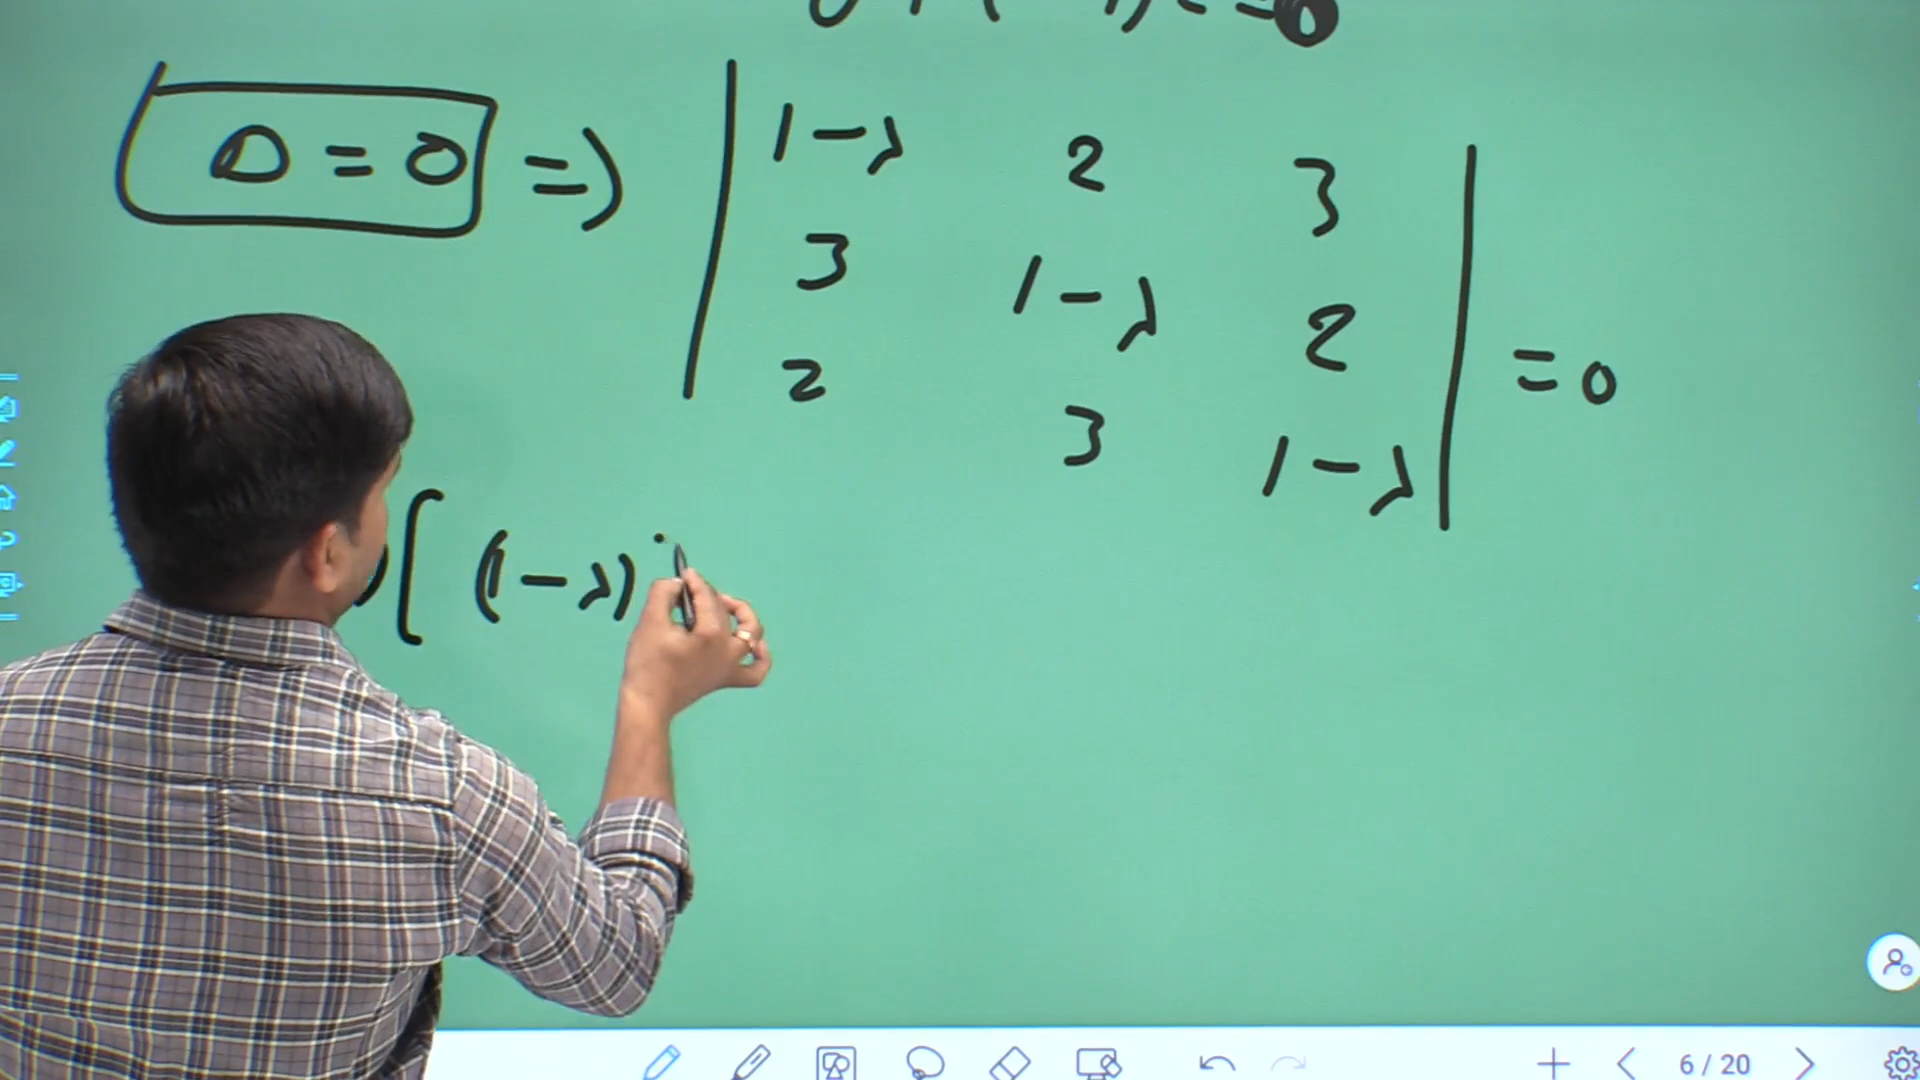 Δ = 0 => | 1-λ 2 3 |
| 3 1-λ 2 | = 0
| 2 3 1-λ |
[ (1-λ)
6 / 20